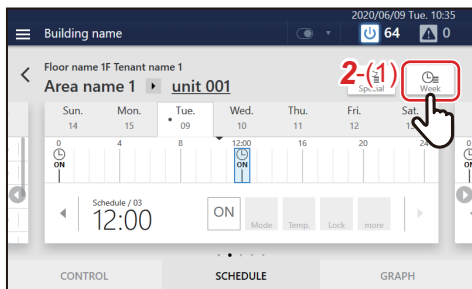 2020/06/09 Tue. 10:35
Building name
64
0
Floor name 1F Tenant name 1
Area name 1 unit 001
2-(1)
Special
Week
Sun. Mon. Tue. Wed. Thu. Fri. Sat.
14 15 09 10 11 12
0 4 8 12:00 16 20 24 0
ON ON ON
Schedule / 03
12:00
ON Mode Temp. Lock more
CONTROL SCHEDULE GRAPH